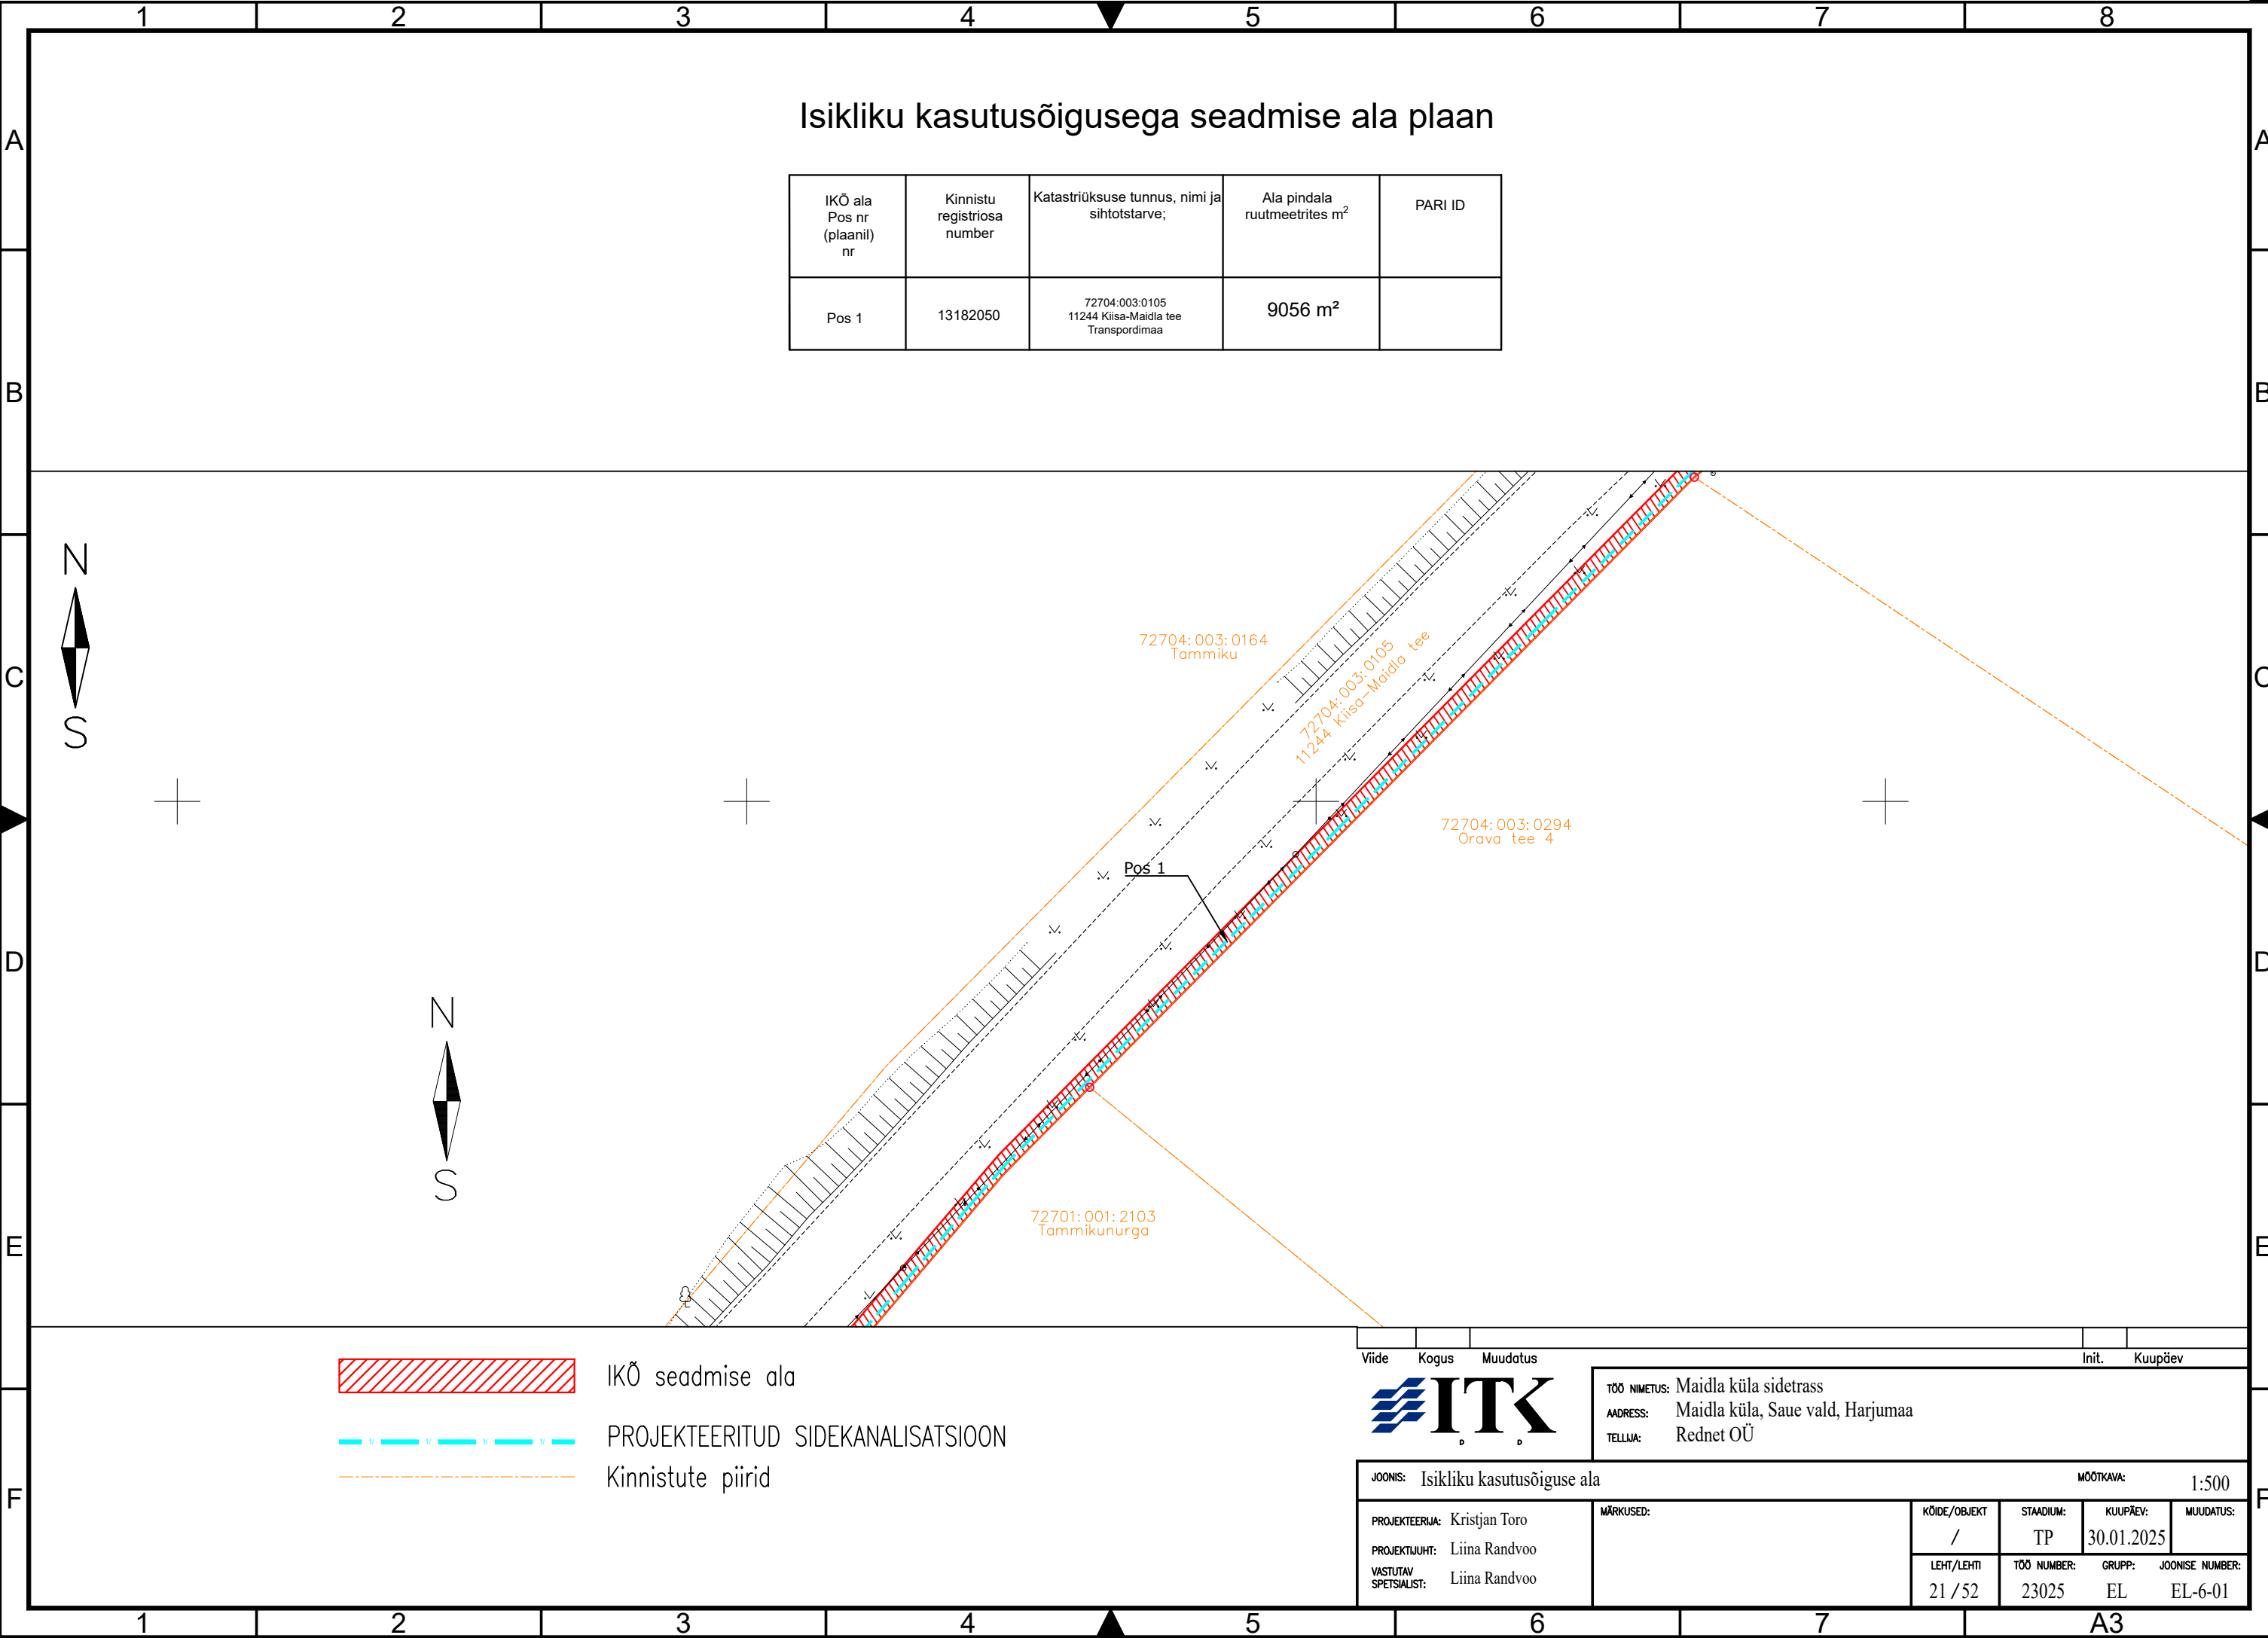 1 2 3 4 5 6 7 8
A A
B B
C C
D D
E E
F F
Isikliku kasutusõigusega seadmise ala plaan
IKÕ ala
Pos nr
(plaanil)
nr
Kinnistu
registriosa
number
Katastriüksuse tunnus, nimi ja
sihtotstarve;
Ala pindala
ruutmeetrites m²
PARI ID
Pos 1
13182050
72704:003:0105
11244 Kiisa-Maidla tee
Transpordimaa
9056 m²
N
S
72704:003:0164
Tammiku
72704:003:0105
11244 Kiisa-Maidla tee
72704:003:0294
Orava tee 4
Pos 1
N
S
72701:001:2103
Tammikunurga
IKÕ seadmise ala
PROJEKTEERITUD SIDEKANALISATSIOON
Kinnistute piirid
Viide Kogus Muudatus Init. Kuupäev
ITK
D D
TÖÖ NIMETUS: Maidla küla sidetrass
AADRESS: Maidla küla, Saue vald, Harjumaa
TELLIJA: Rednet OÜ
JOONIS: Isikliku kasutusõiguse ala
MÕÕTKAVA: 1:500
PROJEKTEERIJA: Kristjan Toro
PROJEKTIJUHT: Liina Randvoo
VASTUTAV
SPETSIALIST: Liina Randvoo
MÄRKUSED:
KÖIDE/OBJEKT STAADIUM: KUUPÄEV: MUUDATUS:
/ TP 30.01.2025
LEHT/LEHTI TÖÖ NUMBER: GRUPP: JOONISE NUMBER:
21 / 52 23025 EL EL-6-01
1 2 3 4 5 6 7 A3